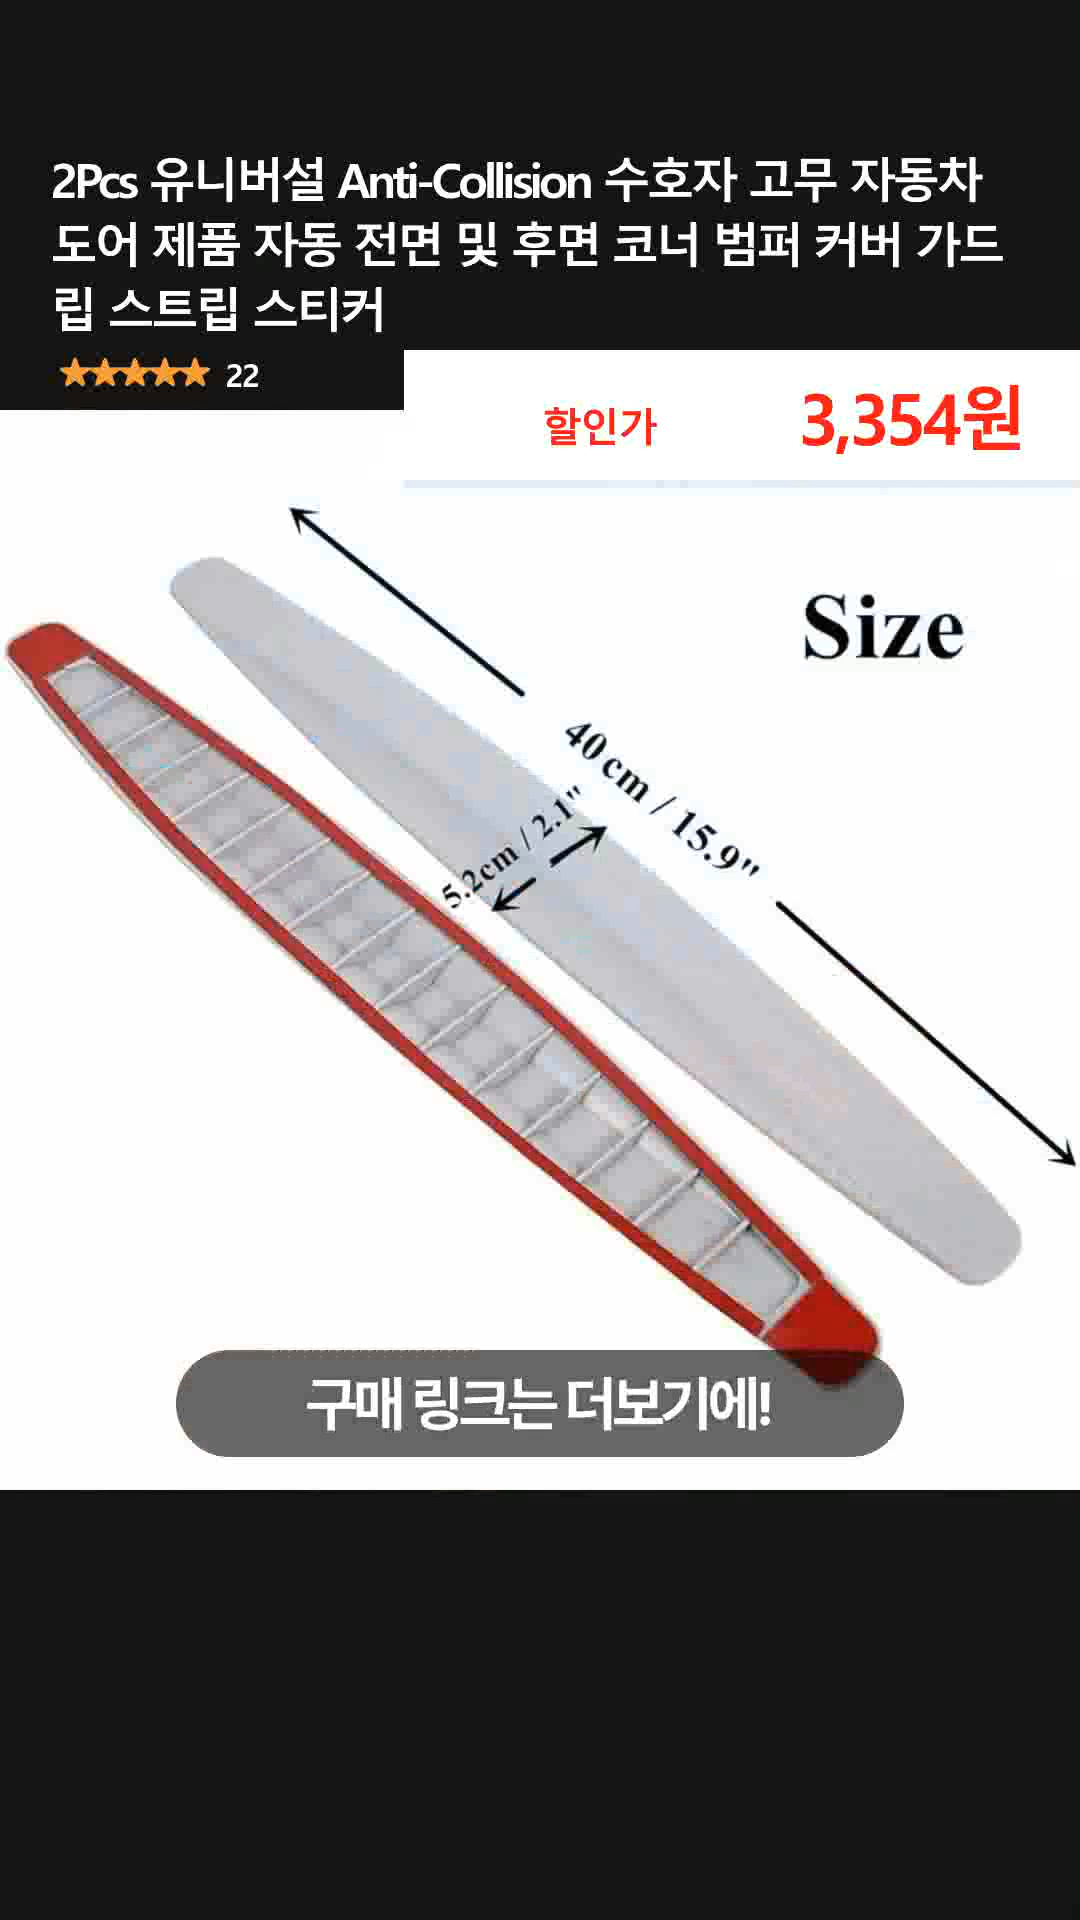 2Pcs 유니버설 Anti-Collision 수호자 고무 자동차
도어 제품 자동 전면 및 후면 코너 범퍼 커버 가드
립 스트립 스티커
22
할인가 3,354원
Size
40cm / 15.9"
5.2cm / 2.1"
구매 링크는 더보기에!